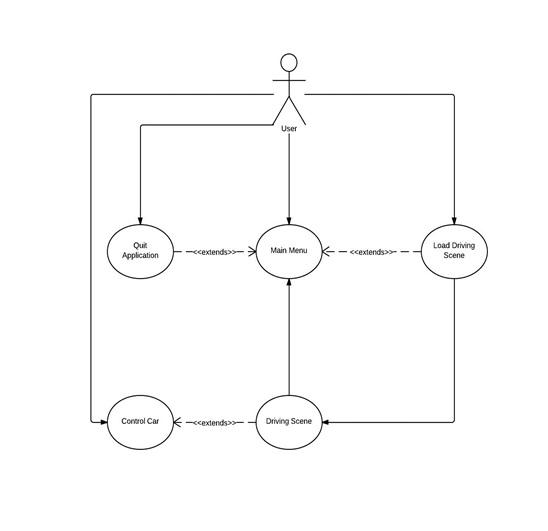 User
Quit
Application
<<extends>>
Main Menu
<<extends>>
Load Driving
Scene
Control Car
<<extends>>
Driving Scene